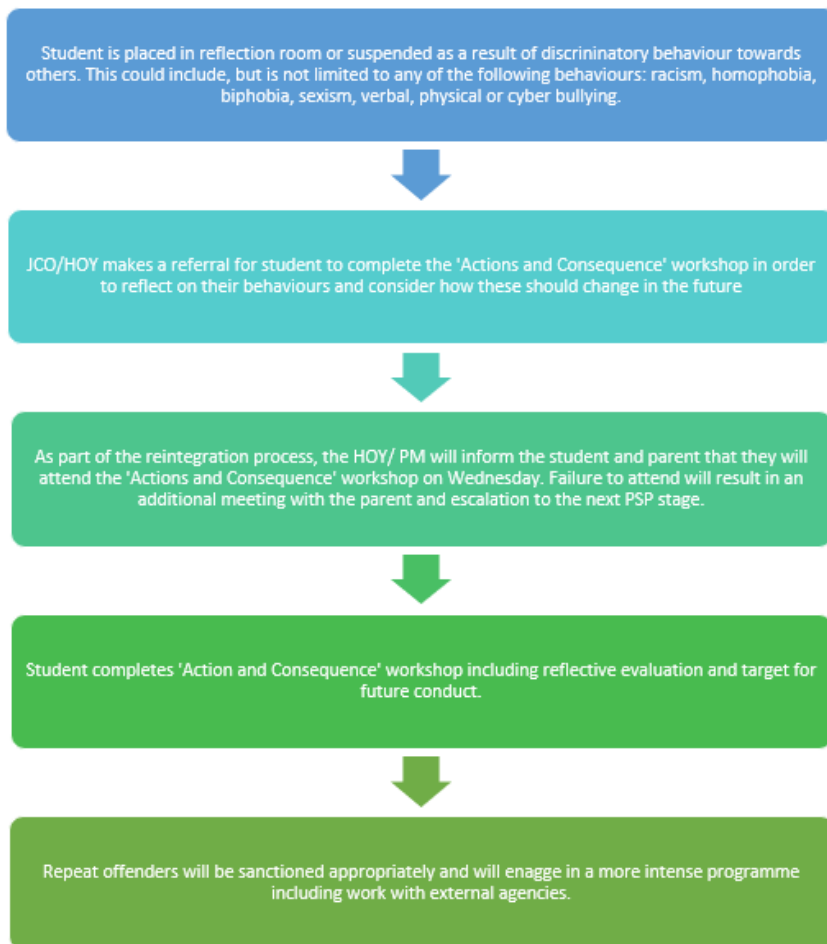 Student is placed in reflection room or suspended as a result of discrininatory behaviour towards
others. This could include, but is not limited to any of the following behaviours: racism, homophobia,
biphobia, sexism, verbal, physical or cyber bullying.
JCO/HOY makes a referral for student to complete the 'Actions and Consequence' workshop in order
to reflect on their behaviours and consider how these should change in the future
As part of the reintegration process, the HOY/ PM will inform the student and parent that they will
attend the 'Actions and Consequence' workshop on Wednesday. Failure to attend will result in an
additional meeting with the parent and escalation to the next PSP stage.
Student completes 'Action and Consequence' workshop including reflective evaluation and target for
future conduct.
Repeat offenders will be sanctioned appropriately and will enagge in a more intense programme
including work with external agencies.